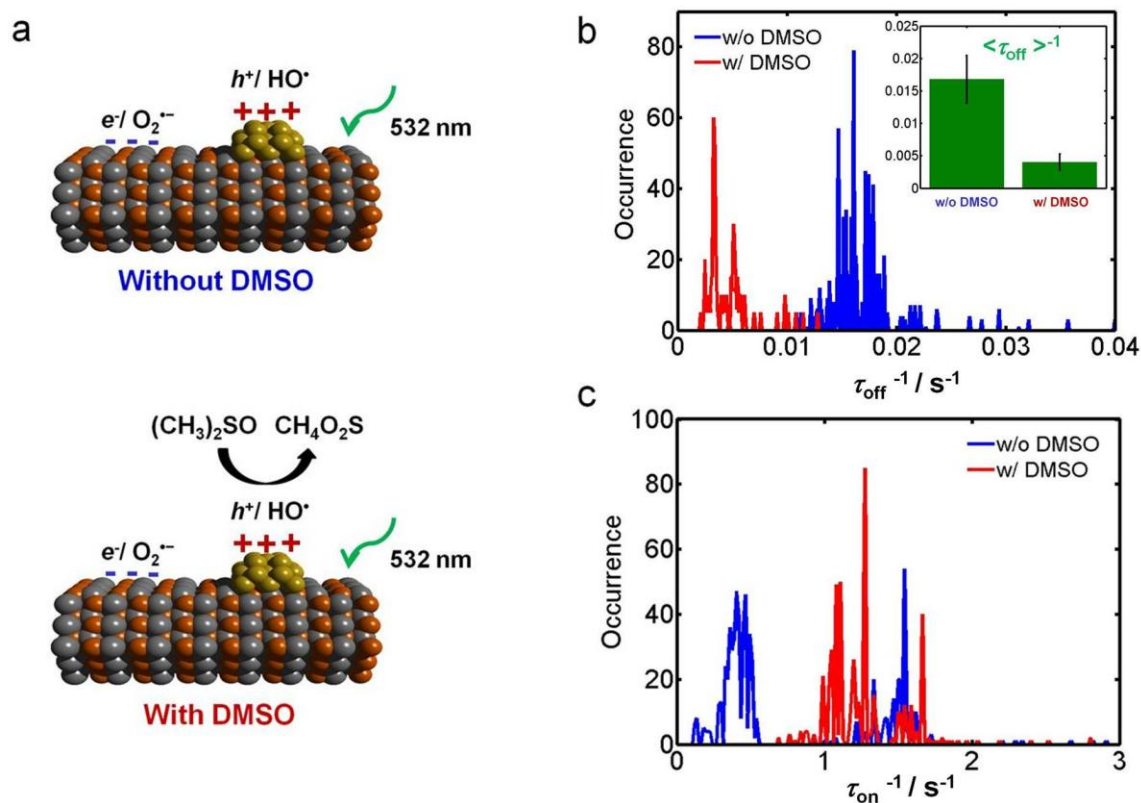 a
h⁺/ HO•
+ + +
e⁻/ O₂•−
- - -
532 nm
Without DMSO
(CH₃)₂SO CH₄O₂S
h⁺/ HO•
+ + +
e⁻/ O₂•−
- - -
532 nm
With DMSO
b
w/o DMSO
w/ DMSO
Occurrence
80
60
40
20
0
0 0.01 0.02 0.03 0.04
τoff ⁻¹ / s⁻¹
<τoff >⁻¹
0.025
0.020
0.015
0.010
0.005
0
w/o DMSO w/ DMSO
c
w/o DMSO
w/ DMSO
Occurrence
100
80
60
40
20
0
0 1 2 3
τon ⁻¹ / s⁻¹